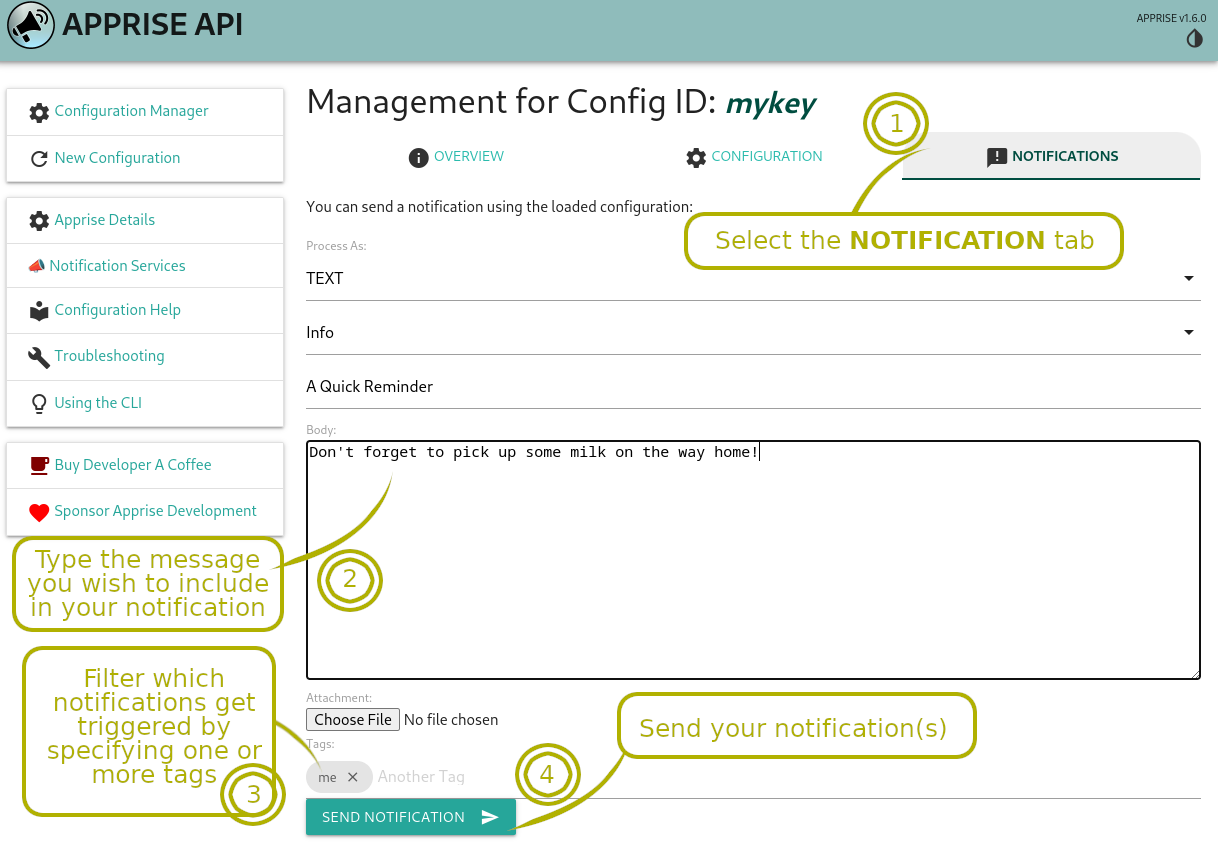 APPRISE API
APPRISE v1.6.0
Configuration Manager
New Configuration
Apprise Details
Notification Services
Configuration Help
Troubleshooting
Using the CLI
Buy Developer A Coffee
Sponsor Apprise Development
Management for Config ID: mykey
OVERVIEW
CONFIGURATION
NOTIFICATIONS
1
You can send a notification using the loaded configuration:
Select the NOTIFICATION tab
Process As:
TEXT
Info
A Quick Reminder
Body:
Don't forget to pick up some milk on the way home!
Type the message
you wish to include
in your notification
2
Filter which
notifications get
triggered by
specifying one or
more tags
3
Attachment:
Choose File No file chosen
Tags:
me
Another Tag
Send your notification(s)
4
SEND NOTIFICATION